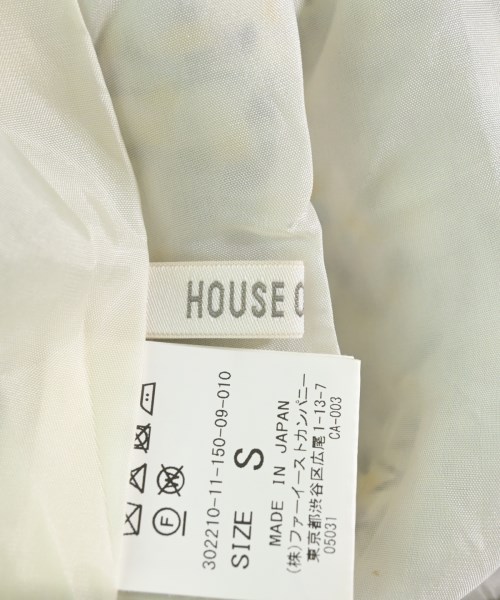 HOUSE O
302210-11-150-09-010
SIZE S
MADE IN JAPAN
(株)ファーイーストカンパニー
東京都渋谷区広尾1-13-7
05031 CA-003
F
W